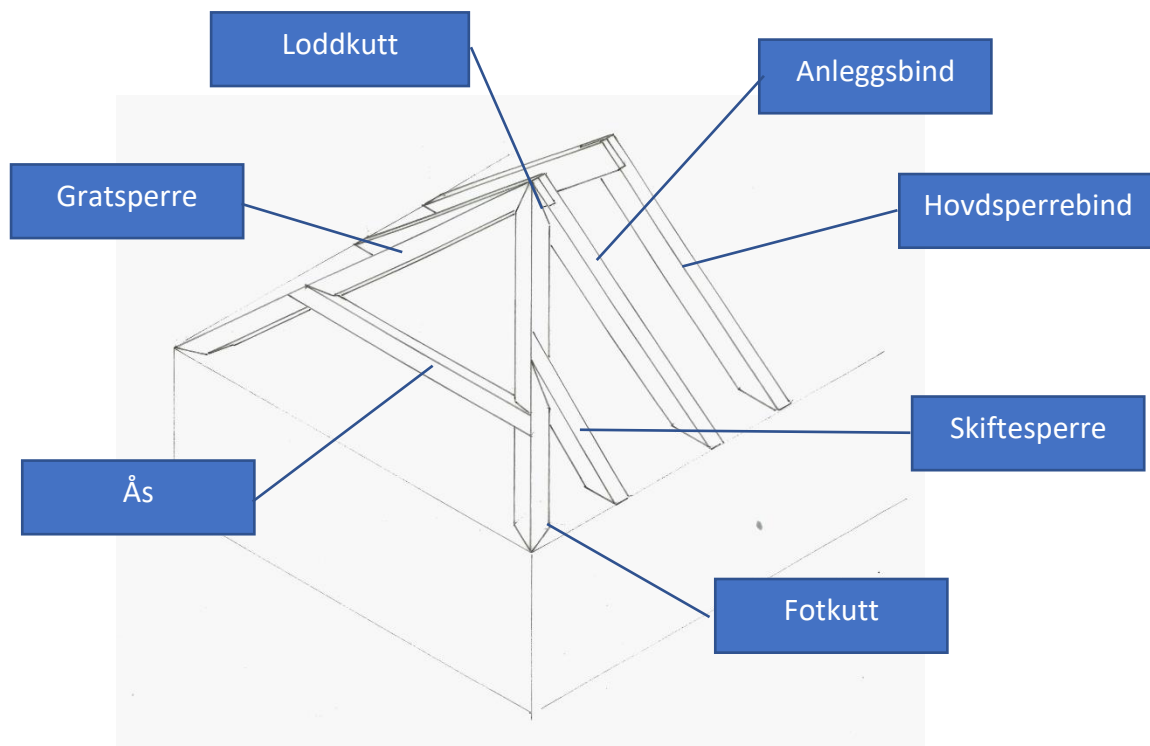 Loddkutt
Anleggsbind
Gratsperre
Hovdsperrebind
Skiftesperre
Ås
Fotkutt